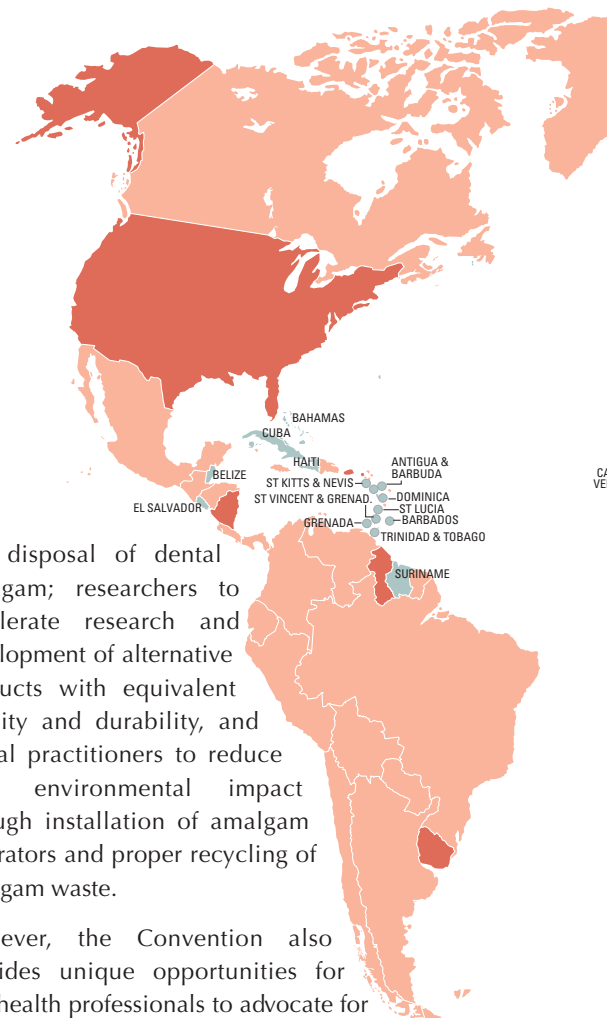 BAHAMAS
CUBA
HAITI
BELIZE
ANTIGUA &
BARBUDA
ST KITTS & NEVIS
ST VINCENT & GRENAD.
DOMINICA
ST LUCIA
EL SALVADOR
GRENADA
BARBADOS
TRINIDAD & TOBAGO
SURINAME
CA
VE
disposal of dental
gam; researchers to
lerate research and
lopment of alternative
ucts with equivalent
ity and durability, and
al practitioners to reduce
environmental impact
ugh installation of amalgam
rators and proper recycling of
gam waste.
ever, the Convention also
ides unique opportunities for
health professionals to advocate for